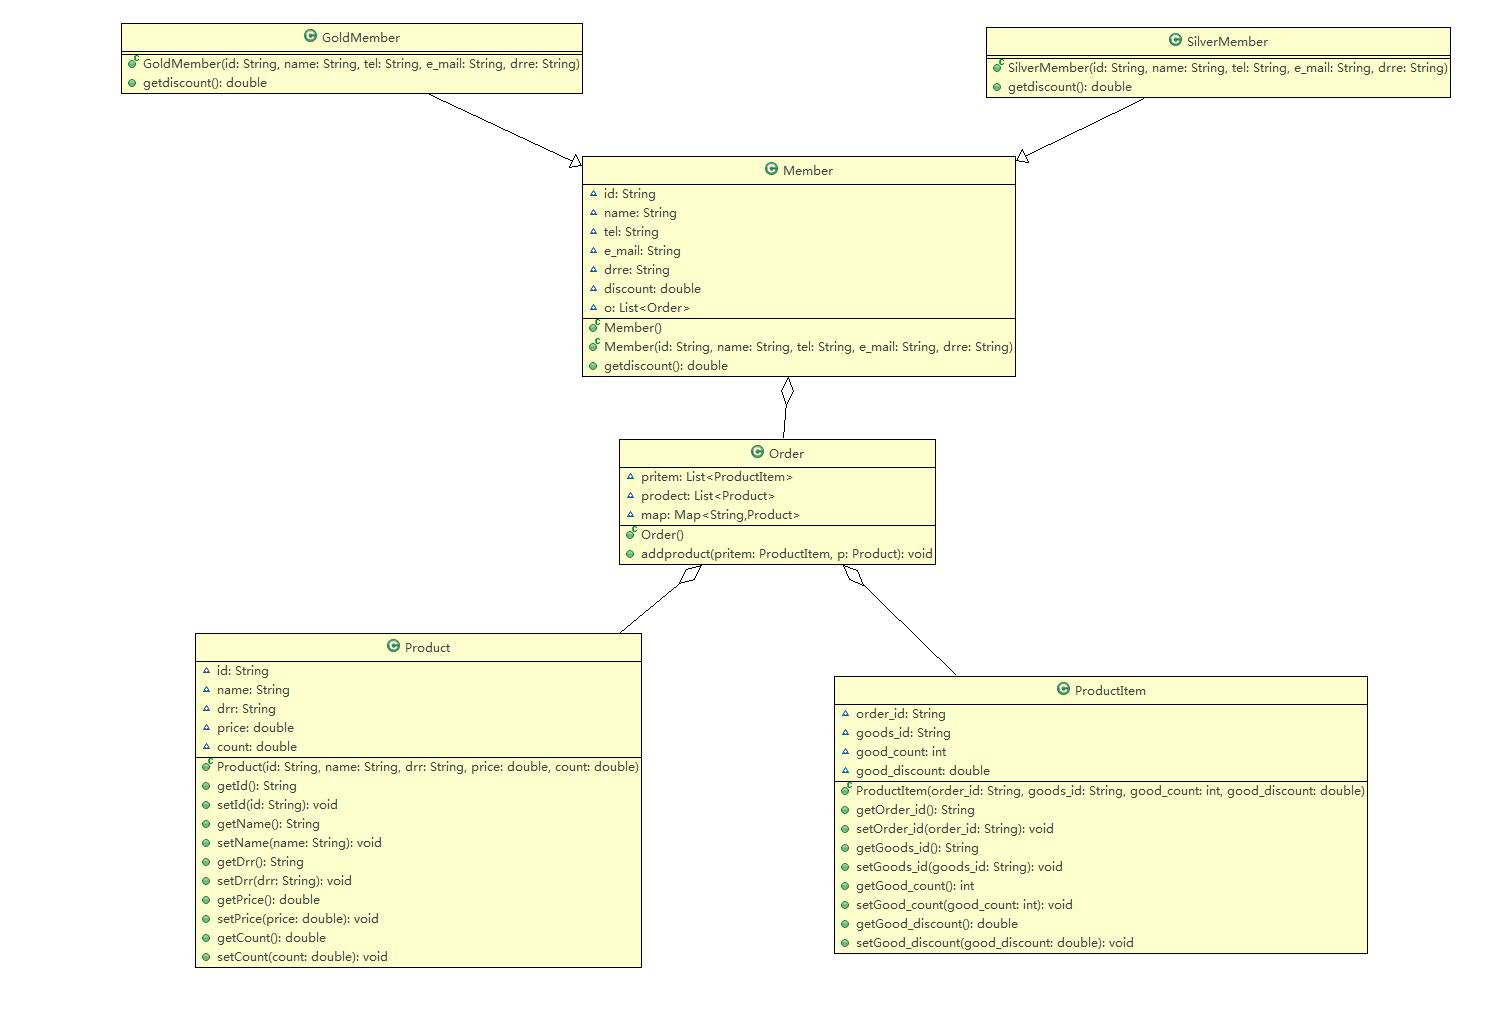 GoldMember
GoldMember(id: String, name: String, tel: String, e_mail: String, drre: String)
getdiscount(): double
SilverMember
SilverMember(id: String, name: String, tel: String, e_mail: String, drre: String)
getdiscount(): double
Member
id: String
name: String
tel: String
e_mail: String
drre: String
discount: double
o: List<Order>
Member()
Member(id: String, name: String, tel: String, e_mail: String, drre: String)
getdiscount(): double
Order
pritem: List<ProductItem>
prodect: List<Product>
map: Map<String,Product>
Order()
addproduct(pritem: ProductItem, p: Product): void
Product
id: String
name: String
drr: String
price: double
count: double
Product(id: String, name: String, drr: String, price: double, count: double)
getId(): String
setId(id: String): void
getName(): String
setName(name: String): void
getDrr(): String
setDrr(drr: String): void
getPrice(): double
setPrice(price: double): void
getCount(): double
setCount(count: double): void
ProductItem
order_id: String
goods_id: String
good_count: int
good_discount: double
ProductItem(order_id: String, goods_id: String, good_count: int, good_discount: double)
getOrder_id(): String
setOrder_id(order_id: String): void
getGoods_id(): String
setGoods_id(goods_id: String): void
getGood_count(): int
setGood_count(good_count: int): void
getGood_discount(): double
setGood_discount(good_discount: double): void